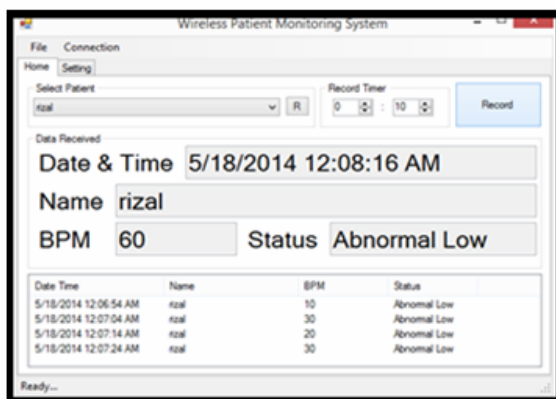 Wireless Patient Monitoring System
File Connection
Home Setting
Select Patient Record Timer
rizal R 0 : 10 Record
Data Received
Date & Time 5/18/2014 12:08:16 AM
Name rizal
BPM 60 Status Abnormal Low
Date Time Name BPM Status
5/18/2014 12:06:54 AM rizal 10 Abnormal Low
5/18/2014 12:07:04 AM rizal 30 Abnormal Low
5/18/2014 12:07:14 AM rizal 20 Abnormal Low
5/18/2014 12:07:24 AM rizal 30 Abnormal Low
Ready...